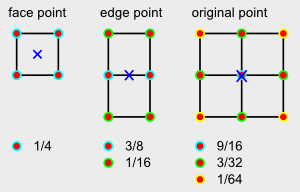 face point
edge point
original point
1/4
3/8
9/16
1/16
3/32
1/64